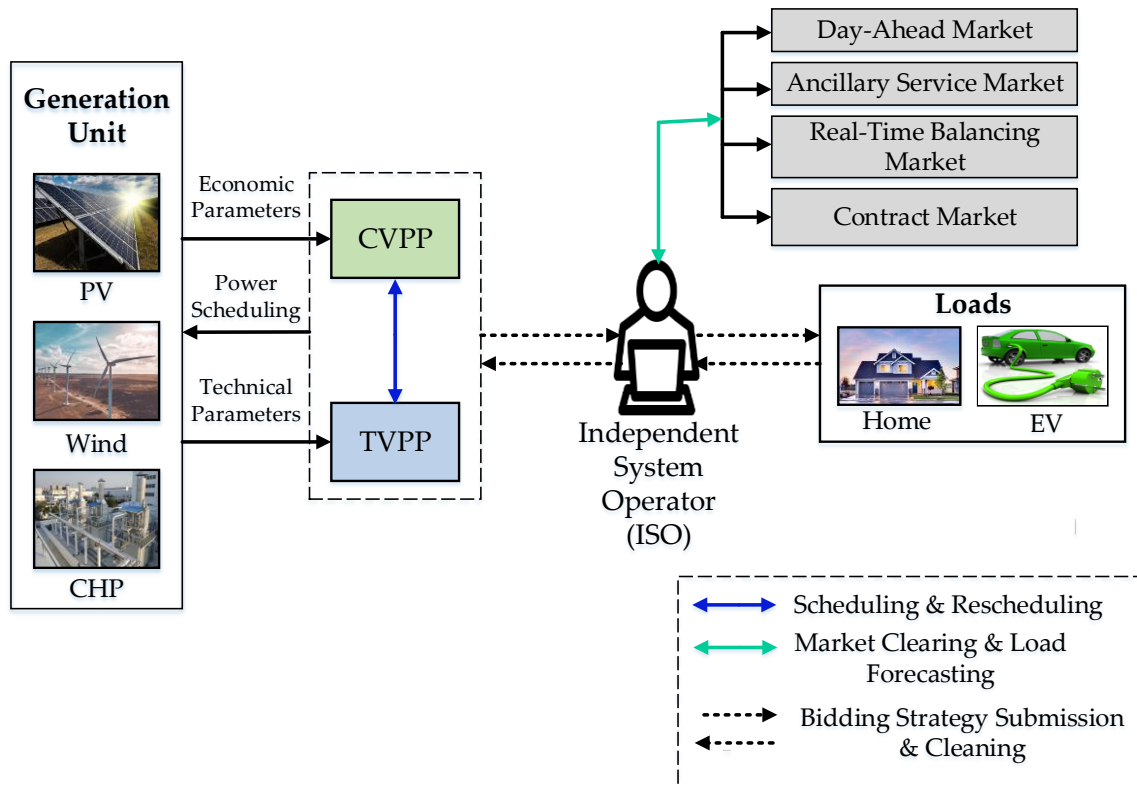 Generation
Unit
PV
Wind
CHP
Economic
Parameters
Power
Scheduling
Technical
Parameters
CVPP
TVPP
Independent
System
Operator
(ISO)
Day-Ahead Market
Ancillary Service Market
Real-Time Balancing
Market
Contract Market
Loads
Home
EV
Scheduling & Rescheduling
Market Clearing & Load
Forecasting
Bidding Strategy Submission
& Cleaning